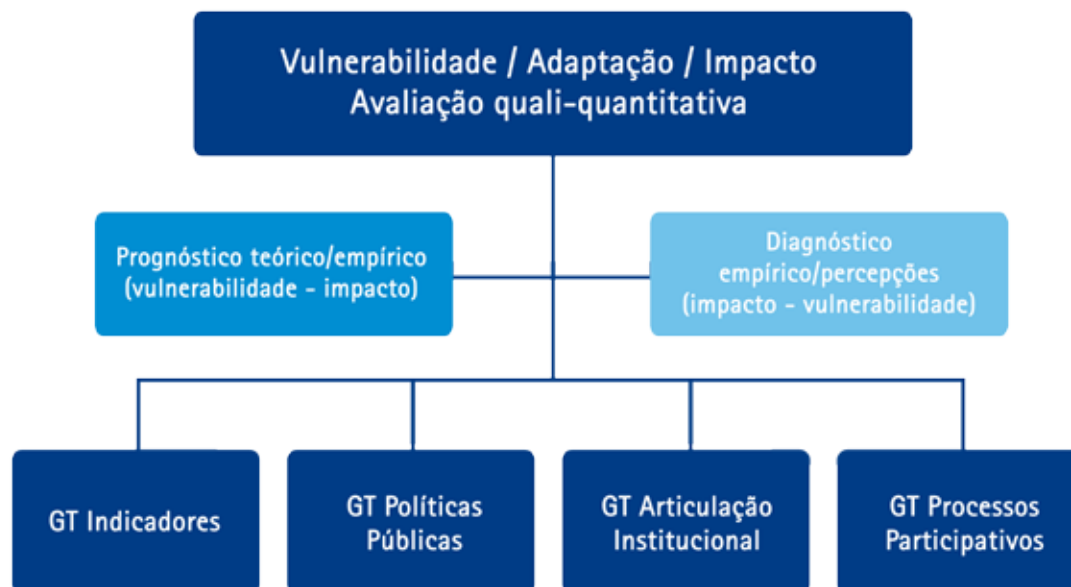 Vulnerabilidade / Adaptação / Impacto
Avaliação quali-quantitativa
Prognóstico teórico/empírico
(vulnerabilidade - impacto)
Diagnóstico
empírico/percepções
(impacto - vulnerabilidade)
GT Indicadores
GT Políticas
Públicas
GT Articulação
Institucional
GT Processos
Participativos